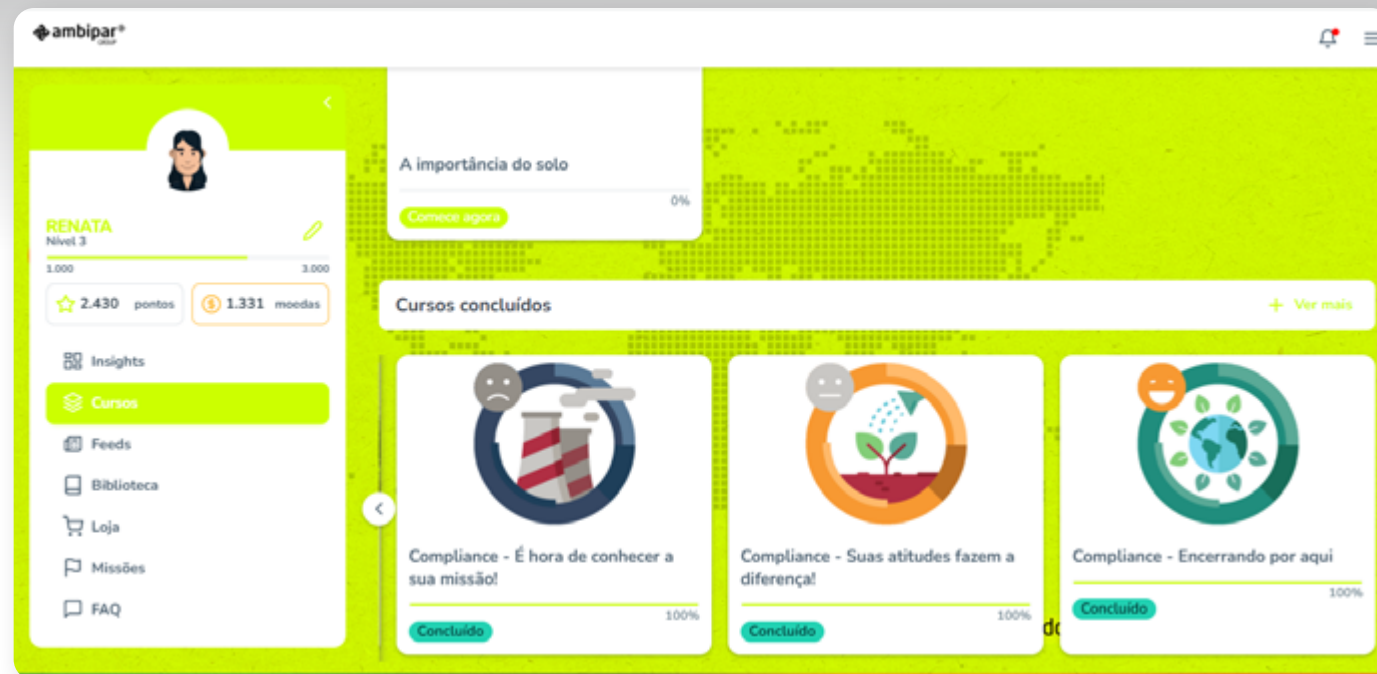 ambipar®
GROUP
RENATA
Nível 3
1.000 3.000
2.430 pontos
1.331 moedas
Insights
Cursos
Feeds
Biblioteca
Loja
Missões
FAQ
A importância do solo
0%
Comece agora
Cursos concluídos
+ Ver mais
Compliance - É hora de conhecer a
sua missão!
100%
Concluído
Compliance - Suas atitudes fazem a
diferença!
100%
Concluído
Compliance - Encerrando por aqui
100%
Concluído